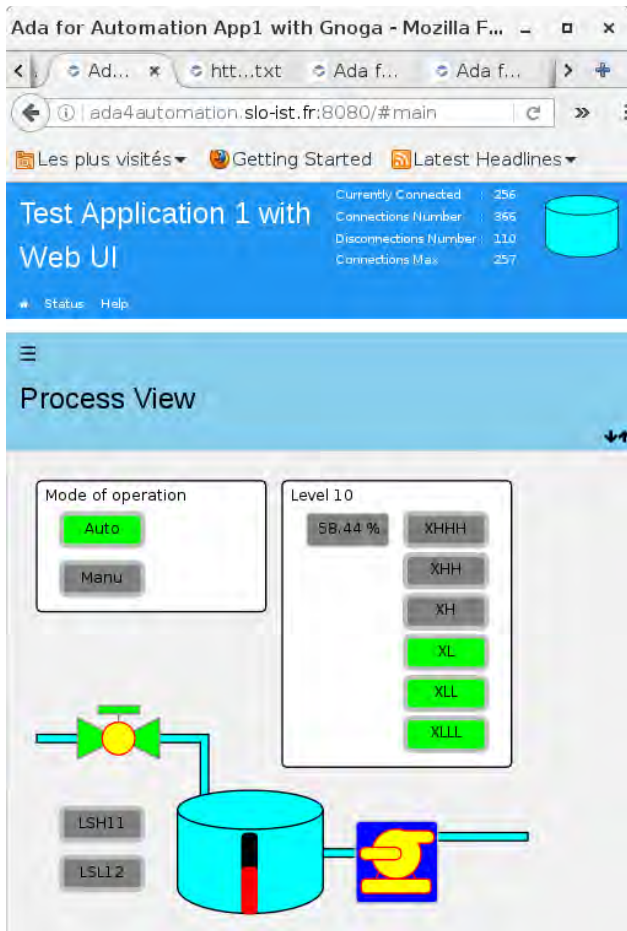 Ada for Automation App1 with Gnoga - Mozilla F...
Ad... htt...txt Ada f... Ada f...
ada4automation.slo-ist.fr:8080/#main
Les plus visités Getting Started Latest Headlines
Test Application 1 with
Web UI
Currently Connected : 256
Connections Number : 366
Disconnections Number : 110
Connections Max : 257
Status Help
Process View
Mode of operation
Auto
Manu
Level 10
58.44 %
XHHH
XHH
XH
XL
XLL
XLLL
LSH11
LSL12